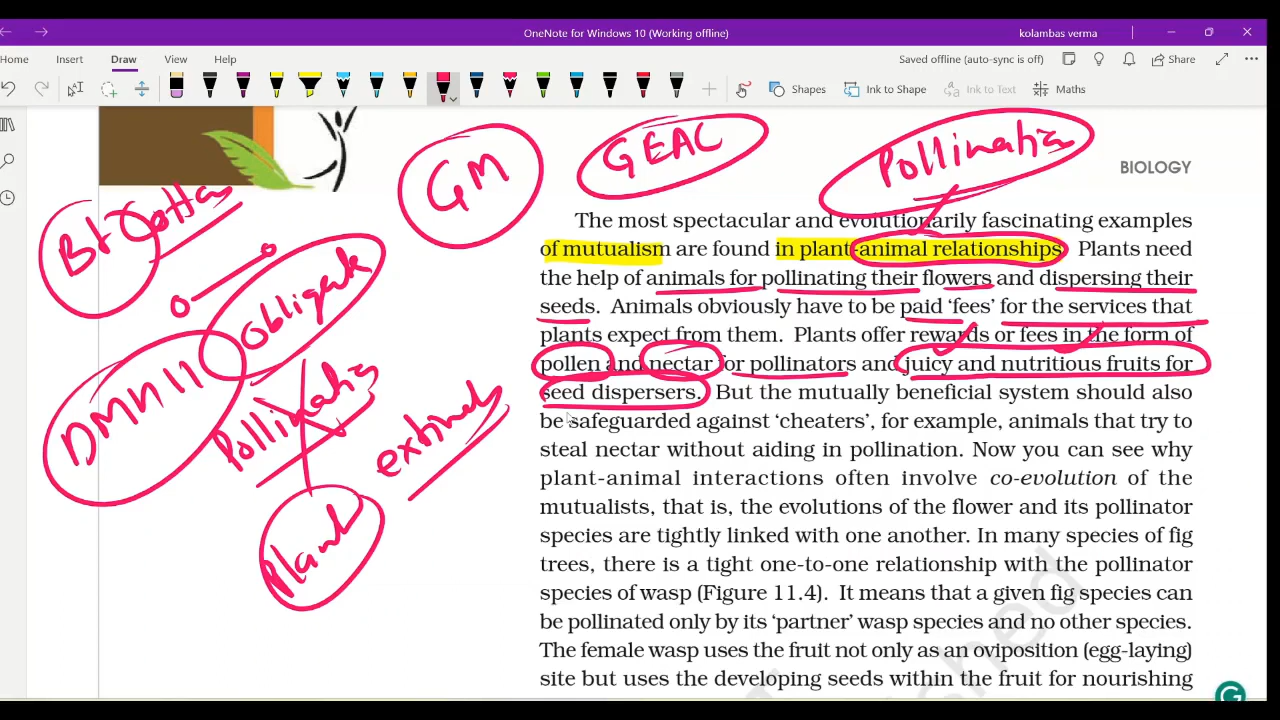 OneNote for Windows 10 (Working offline)
kolambas verma
Home Insert Draw View Help
Saved offline (auto-sync is off)
Share
Shapes
Ink to Shape
Ink to Text
Maths
GM
GEAC
Pollination
BIOLOGY
Bt Cotton
Obligate
DMH 11
Pollination
extinct
Plant
The most spectacular and evolutionarily fascinating examples
of mutualism are found in plant-animal relationships. Plants need
the help of animals for pollinating their flowers and dispersing their
seeds. Animals obviously have to be paid ‘fees’ for the services that
plants expect from them. Plants offer rewards or fees in the form of
pollen and nectar for pollinators and juicy and nutritious fruits for
seed dispersers. But the mutually beneficial system should also
be safeguarded against ‘cheaters’, for example, animals that try to
steal nectar without aiding in pollination. Now you can see why
plant-animal interactions often involve co-evolution of the
mutualists, that is, the evolutions of the flower and its pollinator
species are tightly linked with one another. In many species of fig
trees, there is a tight one-to-one relationship with the pollinator
species of wasp (Figure 11.4). It means that a given fig species can
be pollinated only by its ‘partner’ wasp species and no other species.
The female wasp uses the fruit not only as an oviposition (egg-laying)
site but uses the developing seeds within the fruit for nourishing